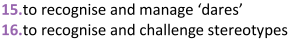 15.to recognise and manage ‘dares’
16.to recognise and challenge stereotypes